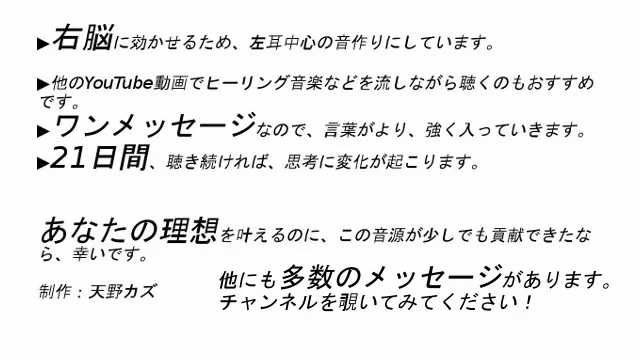 ▶右脳に効かせるため、左耳中心の音作りにしています。
▶他のYouTube動画でヒーリング音楽などを流しながら聴くのもおすすめ
です。
▶ワンメッセージなので、言葉がより、強く入っていきます。
▶21日間、聴き続ければ、思考に変化が起こります。
あなたの理想を叶えるのに、この音源が少しでも貢献できたな
ら、幸いです。
他にも多数のメッセージがあります。
制作：天野カズ
チャンネルを覗いてみてください！